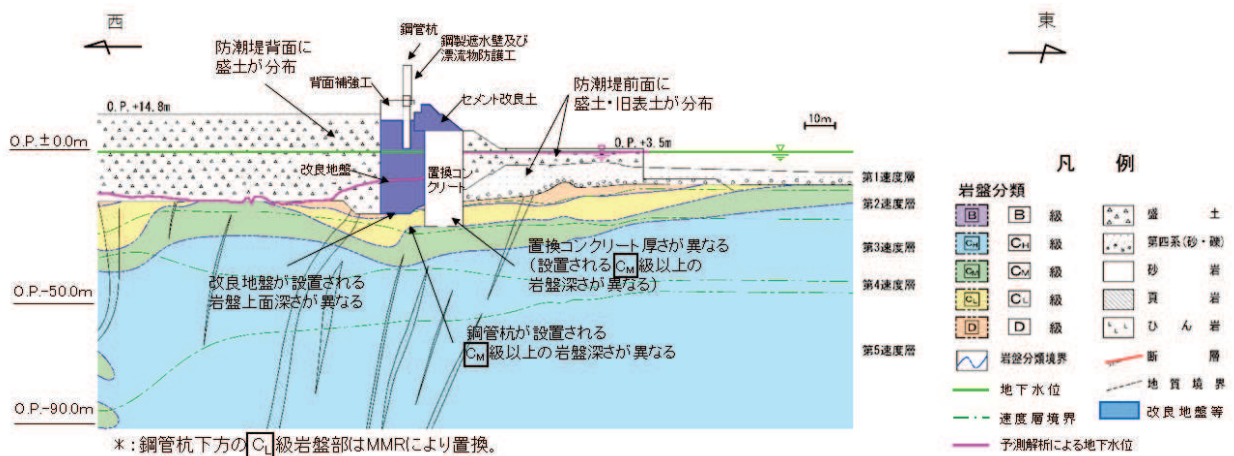 西
東
鋼管杭
鋼製遮水壁及び
漂流物防護工
防潮堤背面に
盛土が分布
背面補強工
セメント改良土
防潮堤前面に
盛土・旧表土が分布
O.P.+14.8m
O.P.±0.0m
O.P.+3.5m
10m
改良地盤
置換コン
クリート
第1速度層
第2速度層
第3速度層
第4速度層
第5速度層
置換コンクリート厚さが異なる
(設置されるCM級以上の
岩盤深さが異なる)
改良地盤が設置される
岩盤上面深さが異なる
O.P.-50.0m
鋼管杭が設置される
CM級以上の岩盤深さが異なる
O.P.-90.0m
*:鋼管杭下方のCL級岩盤部はMMRにより置換。
凡 例
岩盤分類
B B 級
CH CH 級
CM CM 級
CL CL 級
D D 級
岩盤分類境界
地下水位
速度層境界
予測解析による地下水位
盛 土
第四系(砂・礫)
砂 岩
頁 岩
ひ ん 岩
断 層
地 質 境 界
改良地盤等